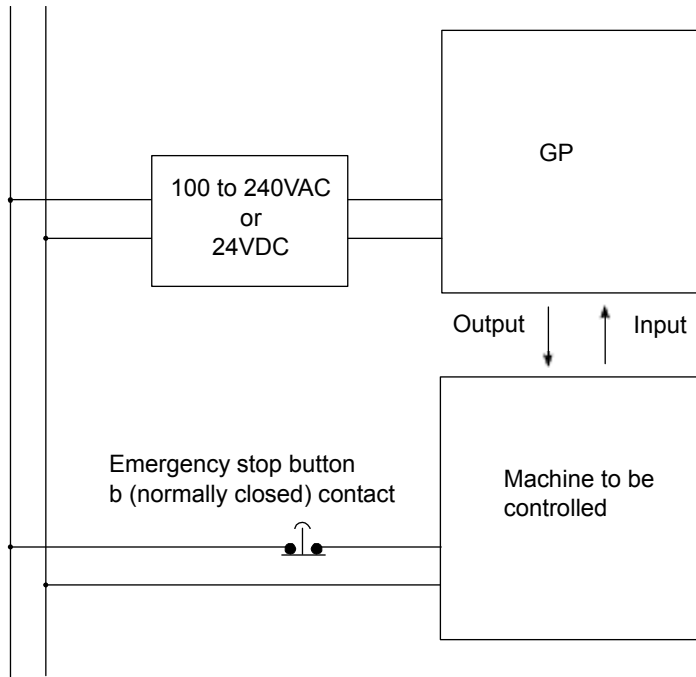 GP
100 to 240VAC
or
24VDC
Output
Input
Emergency stop button
b (normally closed) contact
Machine to be
controlled